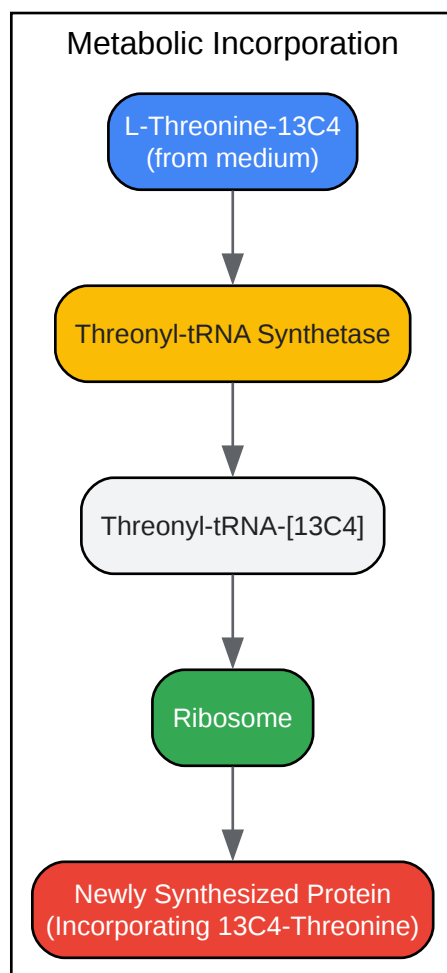 Metabolic Incorporation
L-Threonine-13C4
(from medium)
Threonyl-tRNA Synthetase
Threonyl-tRNA-[13C4]
Ribosome
Newly Synthesized Protein
(Incorporating 13C4-Threonine)